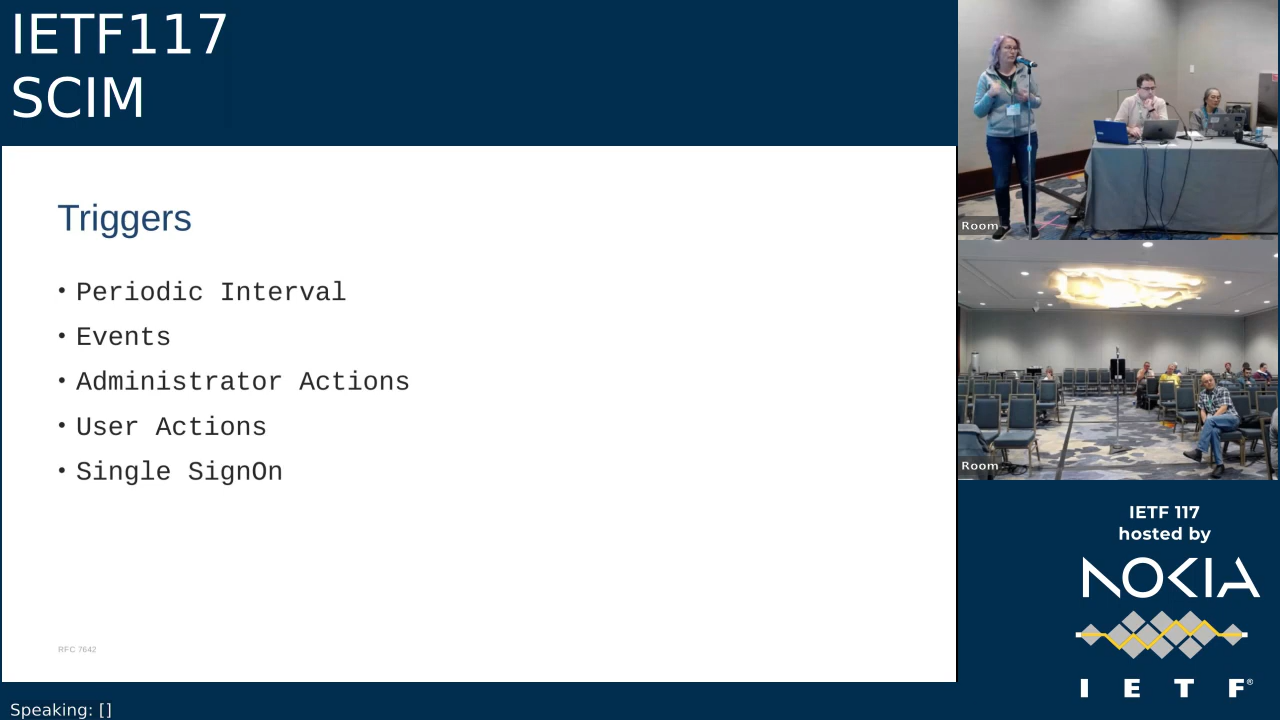 IETF117
SCIM
Triggers
• Periodic Interval
• Events
• Administrator Actions
• User Actions
• Single SignOn
RFC 7642
Speaking: []
Room
Room
IETF 117
hosted by
NOKIA
I E T F®